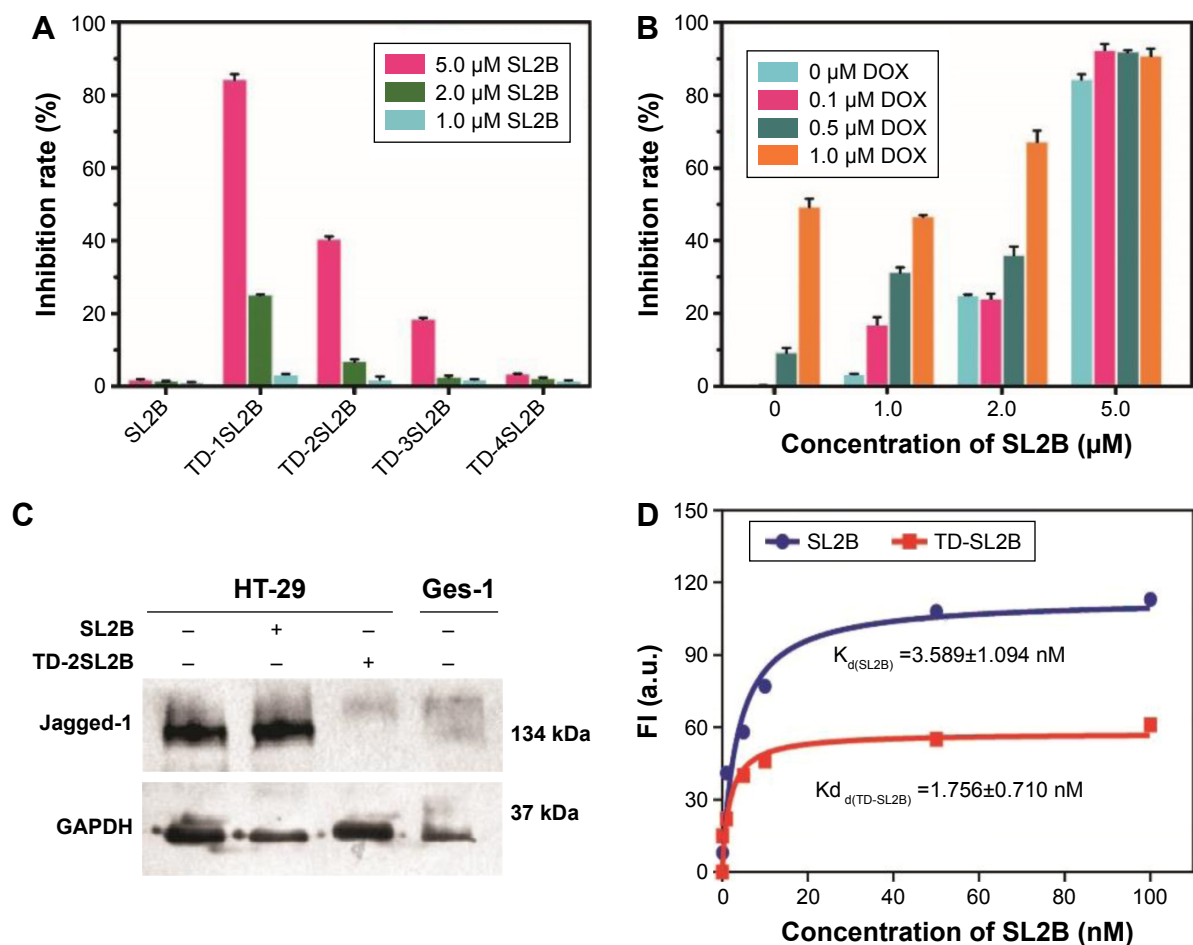 A
Inhibition rate (%)
100
80
60
40
20
0
5.0 µM SL2B
2.0 µM SL2B
1.0 µM SL2B
SL2B
TD-1SL2B
TD-2SL2B
TD-3SL2B
TD-4SL2B
B
Inhibition rate (%)
100
80
60
40
20
0
0 µM DOX
0.1 µM DOX
0.5 µM DOX
1.0 µM DOX
0 1.0 2.0 5.0
Concentration of SL2B (µM)
C
HT-29 Ges-1
SL2B – + – –
TD-2SL2B – – + –
Jagged-1 134 kDa
GAPDH 37 kDa
D
FI (a.u.)
150
120
90
60
30
0
SL2B TD-SL2B
Kd(SL2B) =3.589±1.094 nM
Kd d(TD-SL2B) =1.756±0.710 nM
0 20 40 60 80 100
Concentration of SL2B (nM)